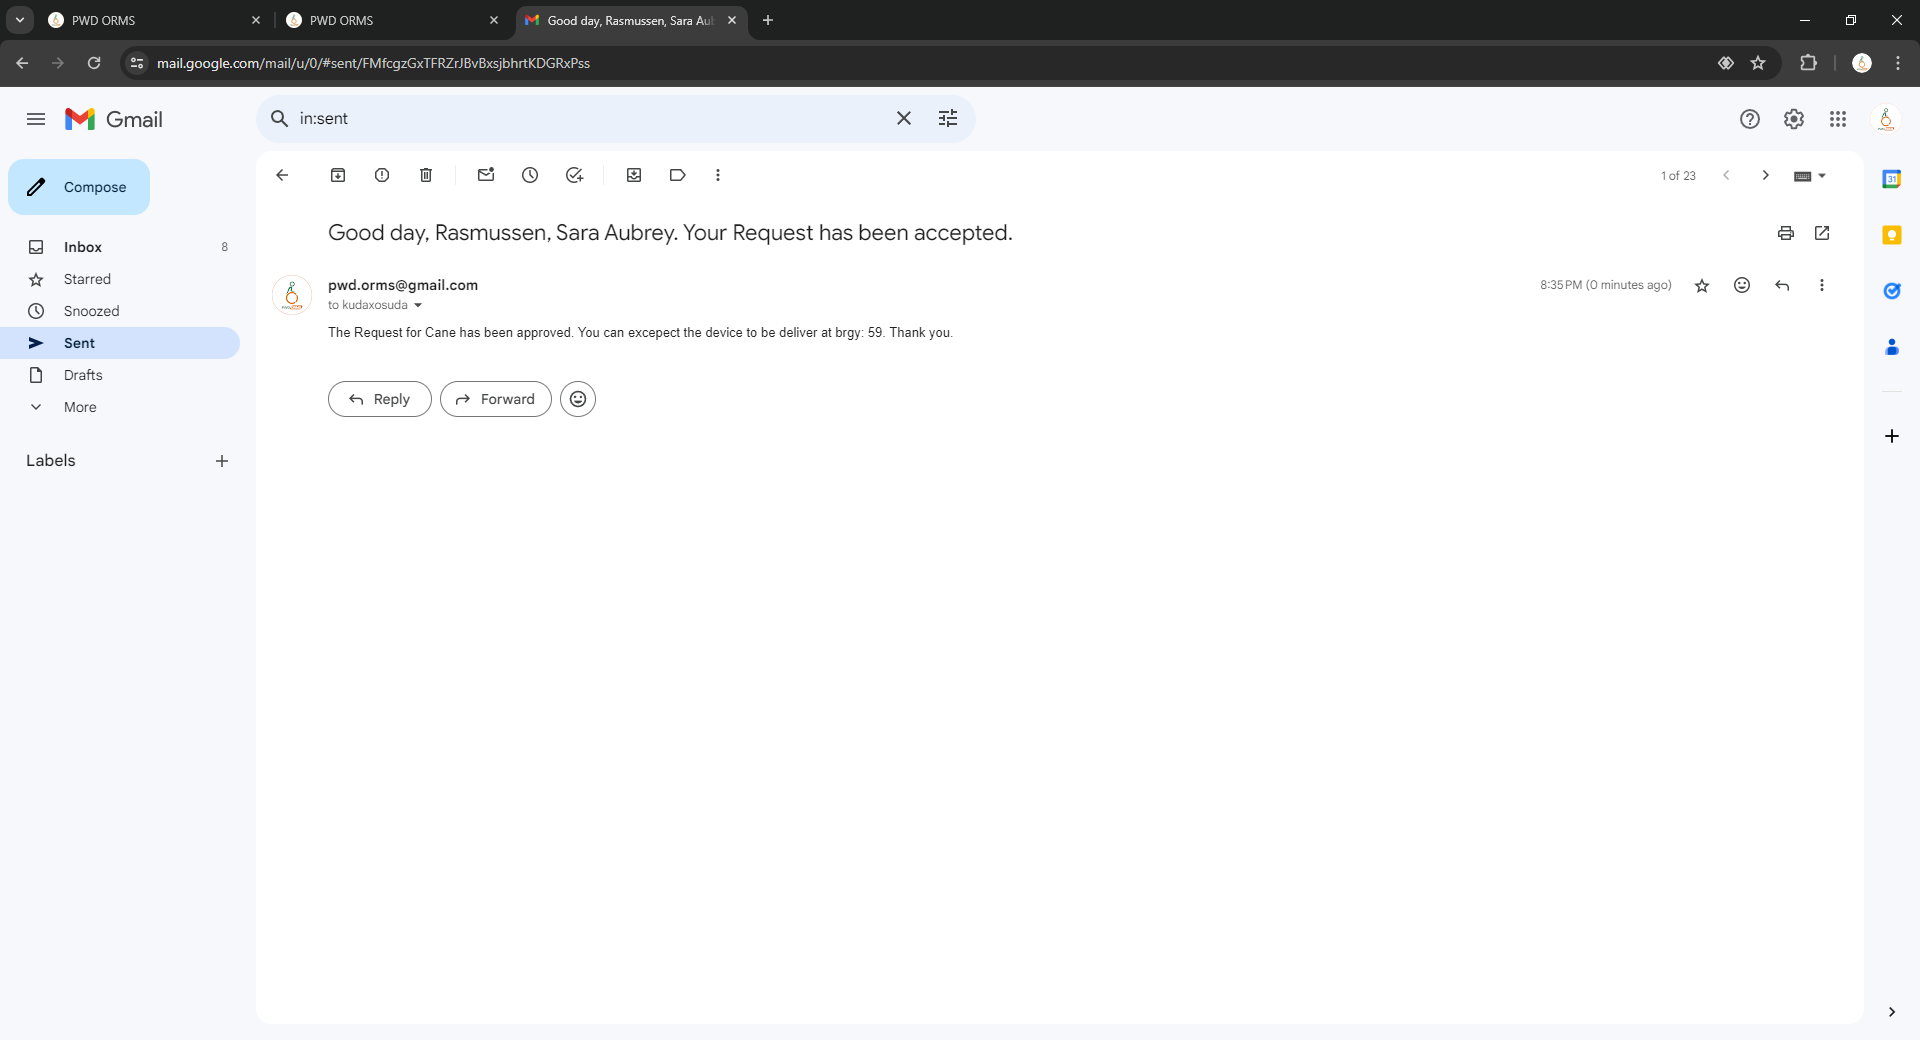 PWD ORMS
PWD ORMS
Good day, Rasmussen, Sara Aub
mail.google.com/mail/u/0/#sent/FMfcgzGxTFRZrJBvBxsjbhrtKDGRxPss
Gmail
in:sent
Compose
1 of 23
31
Good day, Rasmussen, Sara Aubrey. Your Request has been accepted.
Inbox 8
Starred
Snoozed
Sent
Drafts
More
Labels
pwd.orms@gmail.com
8:35 PM (0 minutes ago)
to kudaxosuda
The Request for Cane has been approved. You can excepect the device to be deliver at brgy: 59. Thank you.
Reply
Forward